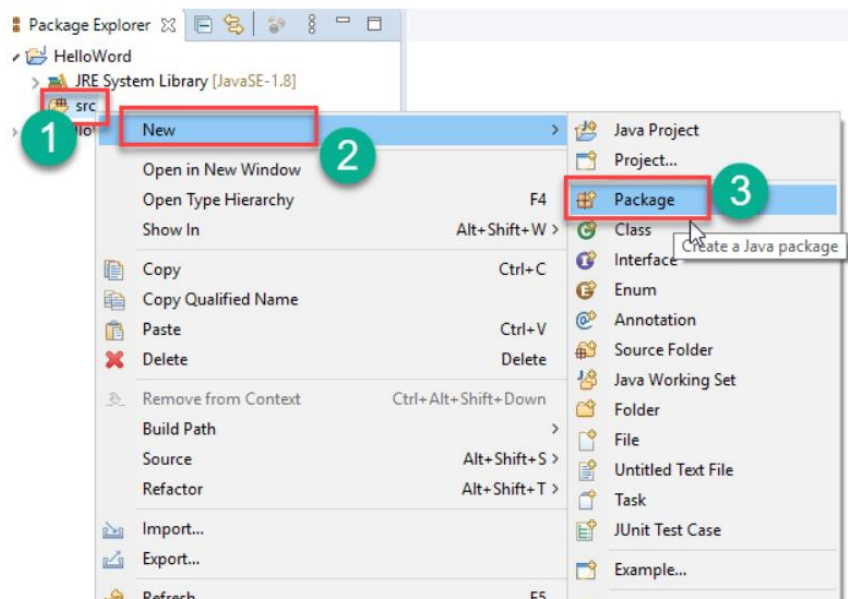 Package Explorer
HelloWord
JRE System Library [JavaSE-1.8]
src
1
New
2
Open in New Window
Open Type Hierarchy F4
Show In Alt+Shift+W >
Copy Ctrl+C
Copy Qualified Name
Paste Ctrl+V
Delete Delete
Remove from Context Ctrl+Alt+Shift+Down
Build Path
Source Alt+Shift+S >
Refactor Alt+Shift+T >
Import...
Export...
Refresh F5
Java Project
Project...
Package
3
Class
Create a Java package
Interface
Enum
Annotation
Source Folder
Java Working Set
Folder
File
Untitled Text File
Task
JUnit Test Case
Example...